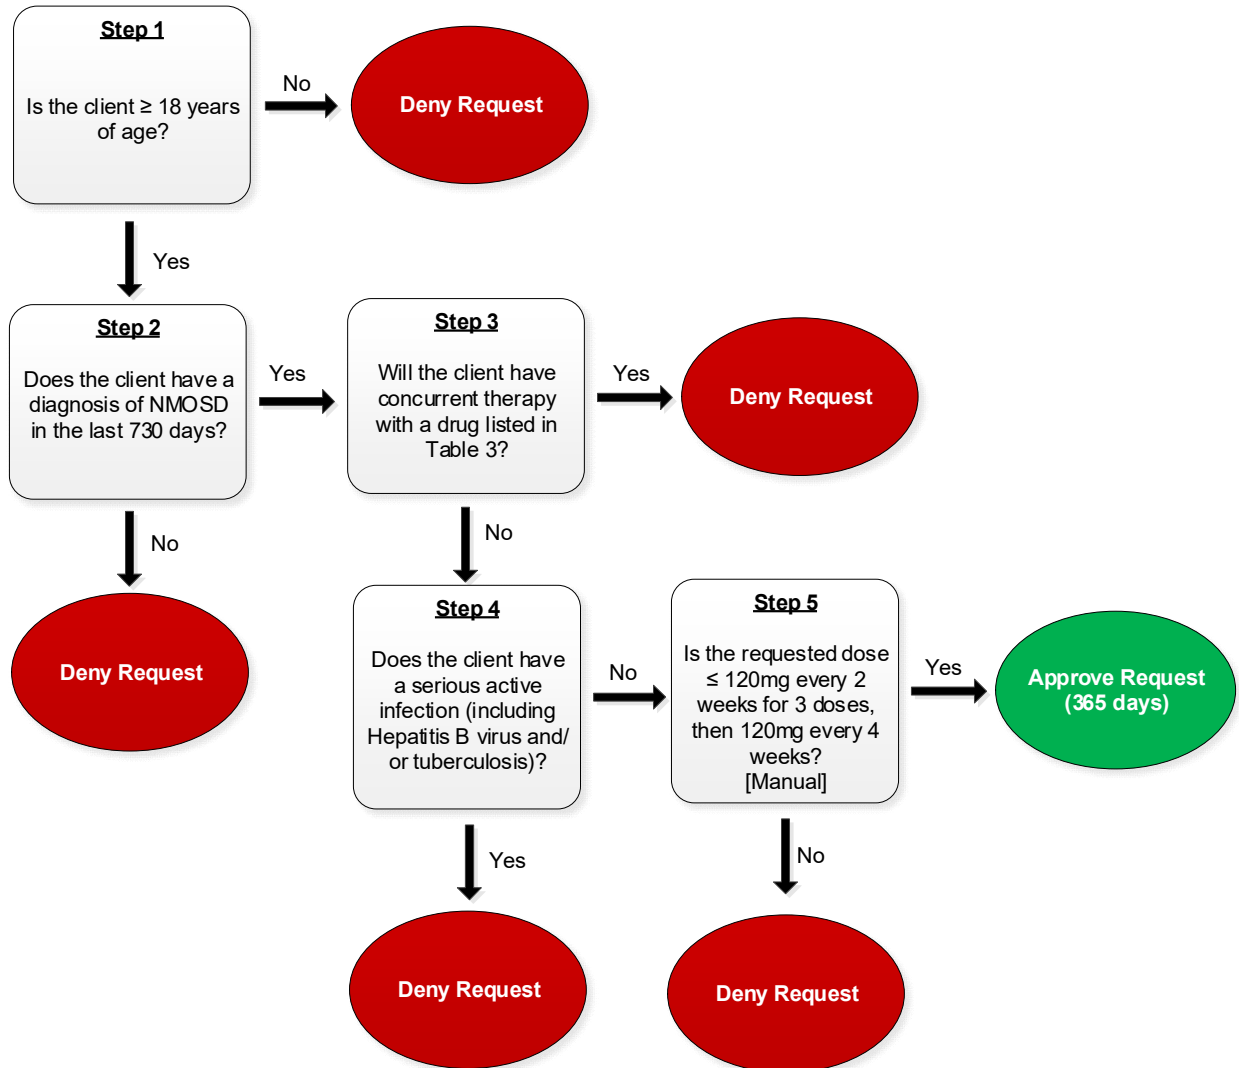 Step 1
Is the client ≥ 18 years
of age?
No
Deny Request
Yes
Step 2
Does the client have a
diagnosis of NMOSD
in the last 730 days?
Yes
Step 3
Will the client have
concurrent therapy
with a drug listed in
Table 3?
Yes
Deny Request
No
Deny Request
No
Step 4
Does the client have
a serious active
infection (including
Hepatitis B virus and/
or tuberculosis)?
No
Step 5
Is the requested dose
≤ 120mg every 2
weeks for 3 doses,
then 120mg every 4
weeks?
[Manual]
Yes
Approve Request
(365 days)
Yes
Deny Request
No
Deny Request